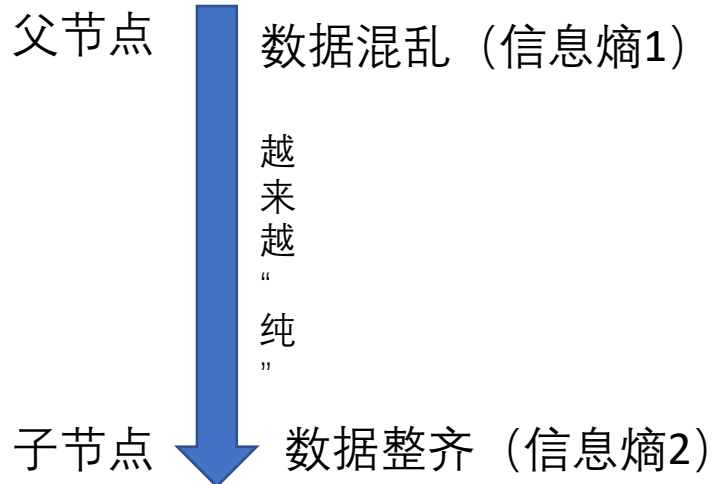 父节点
数据混乱（信息熵1）
越
来
越
“
纯
”
子节点
数据整齐（信息熵2）